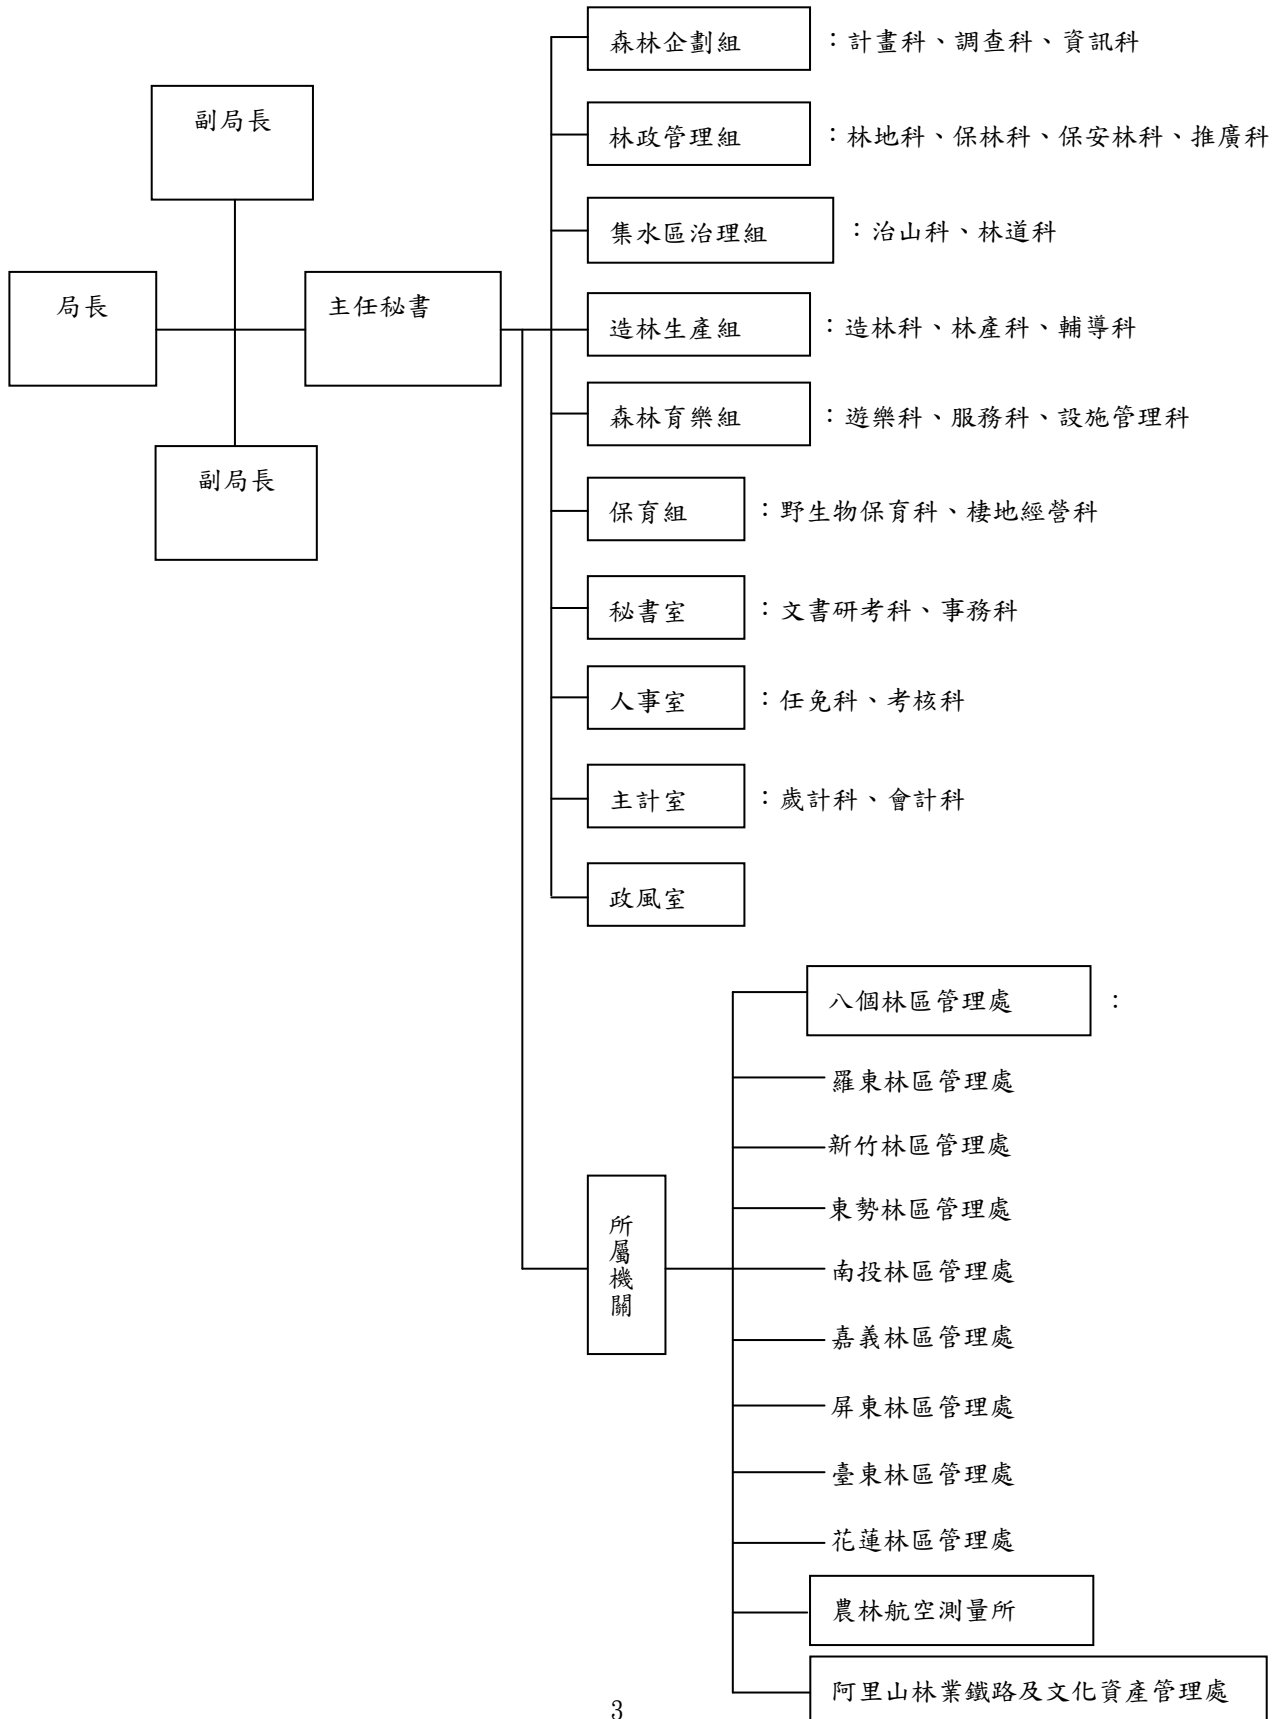 森林企劃組 ：計畫科、調查科、資訊科
副局長
林政管理組 ：林地科、保林科、保安林科、推廣科
集水區治理組 ：治山科、林道科
局長 主任秘書
造林生產組 ：造林科、林產科、輔導科
森林育樂組 ：遊樂科、服務科、設施管理科
副局長
保育組 ：野生物保育科、棲地經營科
秘書室 ：文書研考科、事務科
人事室 ：任免科、考核科
主計室 ：歲計科、會計科
政風室
八個林區管理處 ：
羅東林區管理處
新竹林區管理處
東勢林區管理處
所屬機關
南投林區管理處
嘉義林區管理處
屏東林區管理處
臺東林區管理處
花蓮林區管理處
農林航空測量所
阿里山林業鐵路及文化資產管理處
3